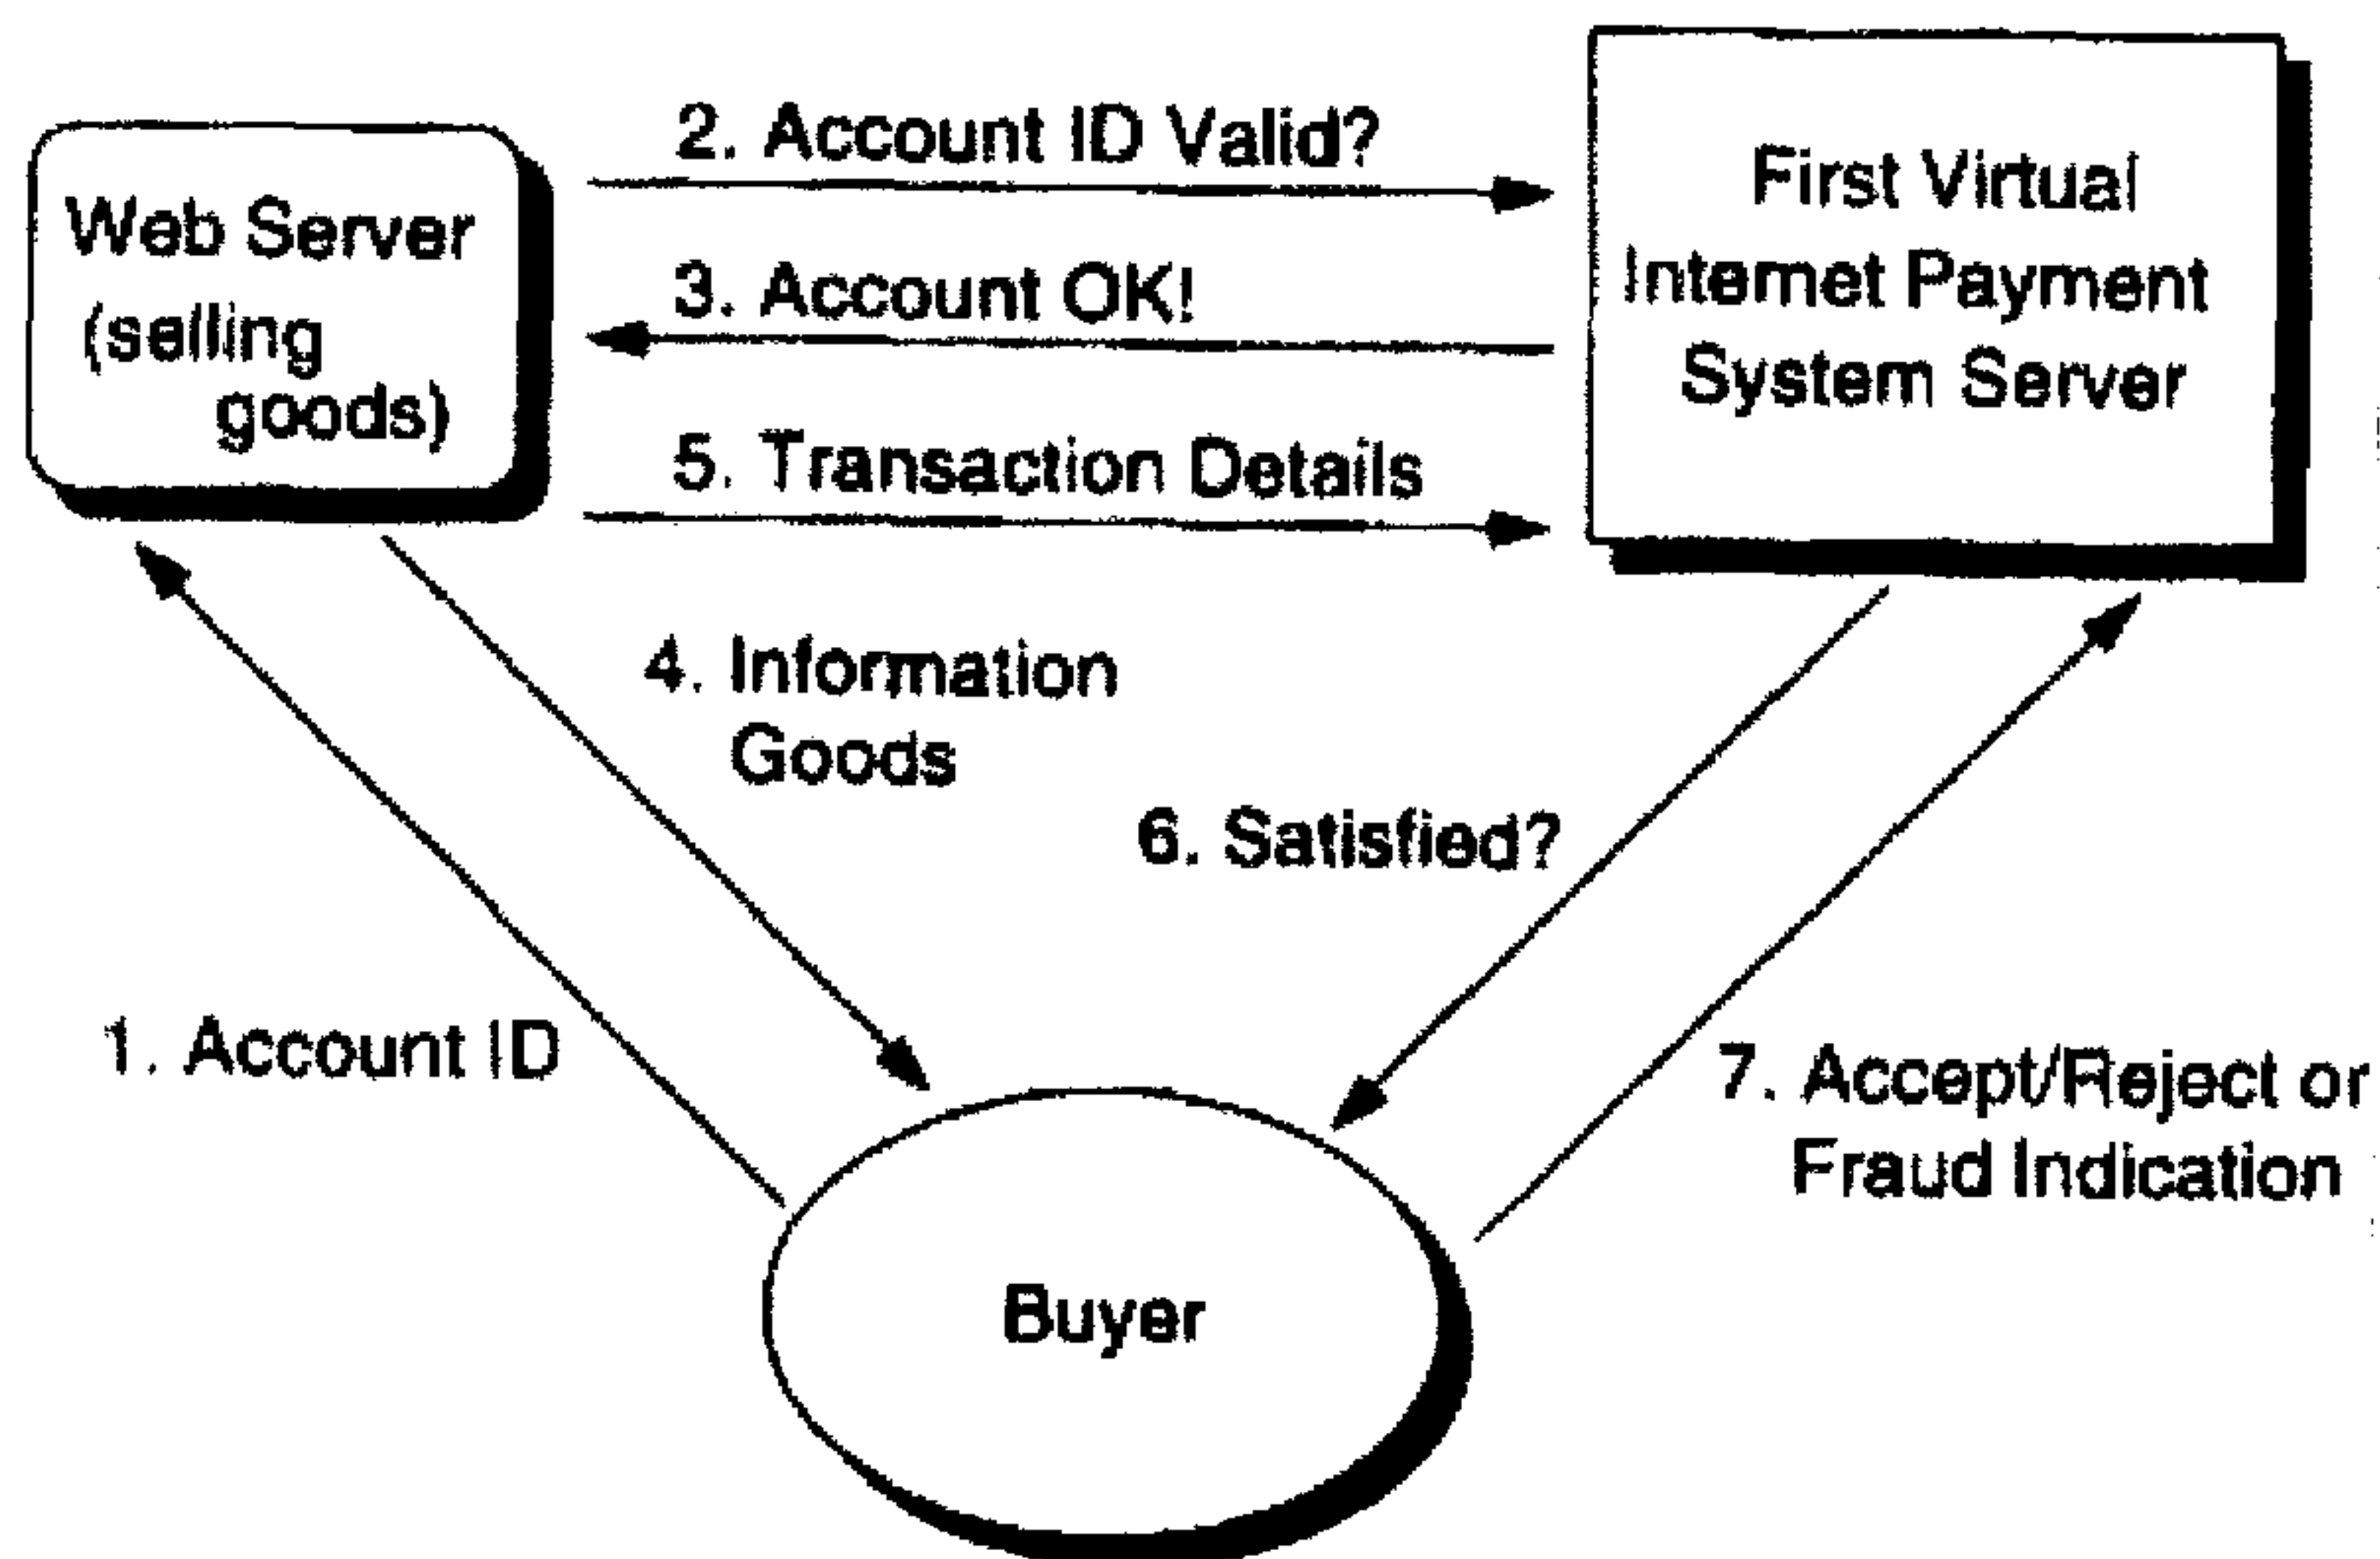 Web Server
(selling
goods)
2. Account ID Valid?
3. Account OK!
5. Transaction Details
First Virtual
Internet Payment
System Server
4. Information
Goods
6. Satisfied?
1. Account ID
7. Accept/Reject or
Fraud Indication
Buyer